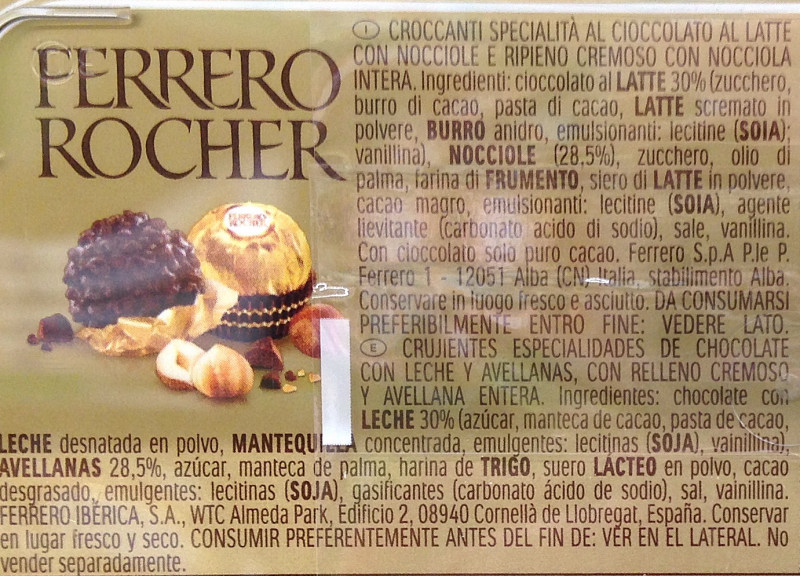 FERRERO
ROCHER
FERRERO
ROCHER
I CROCCANTI SPECIALITÀ AL CIOCCOLATO AL LATTE
CON NOCCIOLE E RIPIENO CREMOSO CON NOCCIOLA
INTERA. Ingredienti: cioccolato al LATTE 30% (zucchero,
burro di cacao, pasta di cacao, LATTE scremato in
polvere, BURRO anidro, emulsionanti: lecitine (SOIA);
vanillina), NOCCIOLE (28.5%), zucchero, olio di
palma, farina di FRUMENTO, siero di LATTE in polvere,
cacao magro, emulsionanti: lecitine (SOIA), agente
lievitante (carbonato acido di sodio), sale, vanillina.
Con cioccolato solo puro cacao. Ferrero S.p.A P.le P.
Ferrero 1 - 12051 Alba (CN) Italia, stabilimento Alba.
Conservare in luogo fresco e asciutto. DA CONSUMARSI
PREFERIBILMENTE ENTRO FINE: VEDERE LATO.
E CRUJIENTES ESPECIALIDADES DE CHOCOLATE
CON LECHE Y AVELLANAS, CON RELLENO CREMOSO
Y AVELLANA ENTERA. Ingredientes: chocolate con
LECHE 30% (azúcar, manteca de cacao, pasta de cacao,
LECHE desnatada en polvo, MANTEQUILLA concentrada, emulgentes: lecitinas (SOJA), vainillina),
AVELLANAS 28,5%, azúcar, manteca de palma, harina de TRIGO, suero LÁCTEO en polvo, cacao
desgrasado, emulgentes: lecitinas (SOJA), gasificantes (carbonato ácido de sodio), sal, vainillina.
FERRERO IBÉRICA, S.A., WTC Almeda Park, Edificio 2, 08940 Cornellà de Llobregat, España. Conservar
en lugar fresco y seco. CONSUMIR PREFERENTEMENTE ANTES DEL FIN DE: VER EN EL LATERAL. No
vender separadamente.